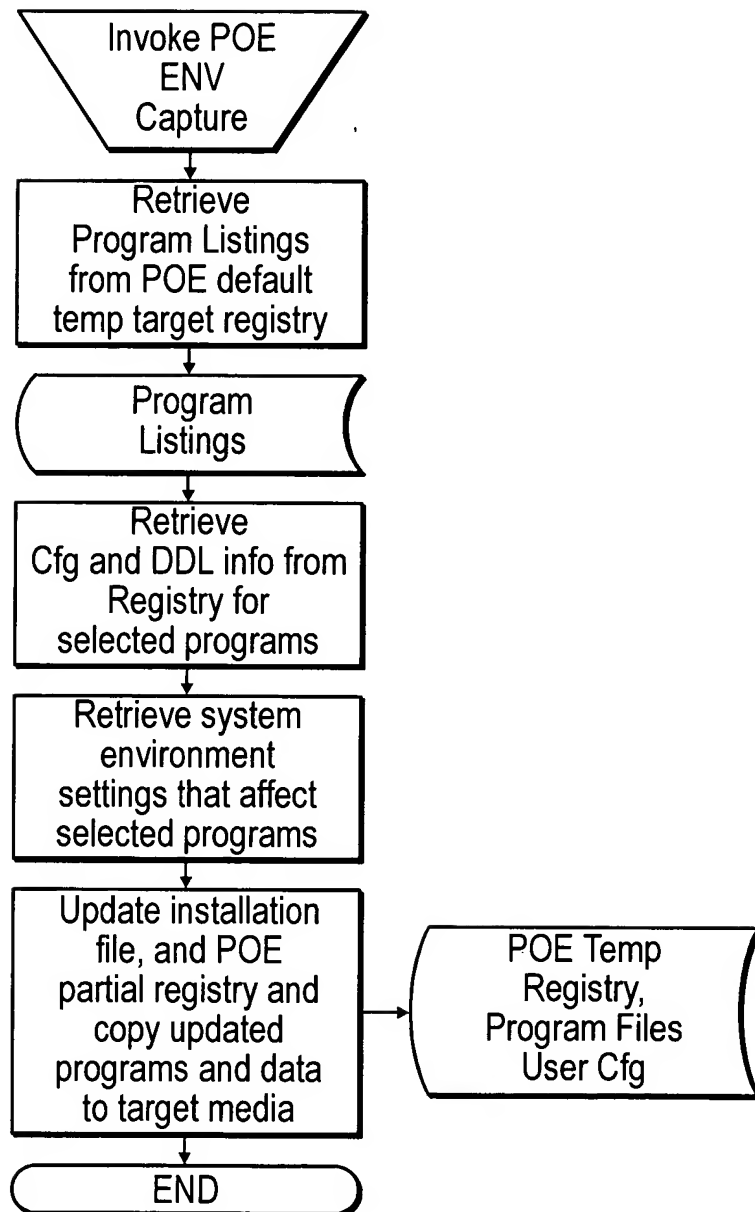 Invoke POE
ENV
Capture
Retrieve
Program Listings
from POE default
temp target registry
Program
Listings
Retrieve
Cfg and DDL info from
Registry for
selected programs
Retrieve system
environment
settings that affect
selected programs
Update installation
file, and POE
partial registry and
copy updated
programs and data
to target media
POE Temp
Registry,
Program Files
User Cfg
END